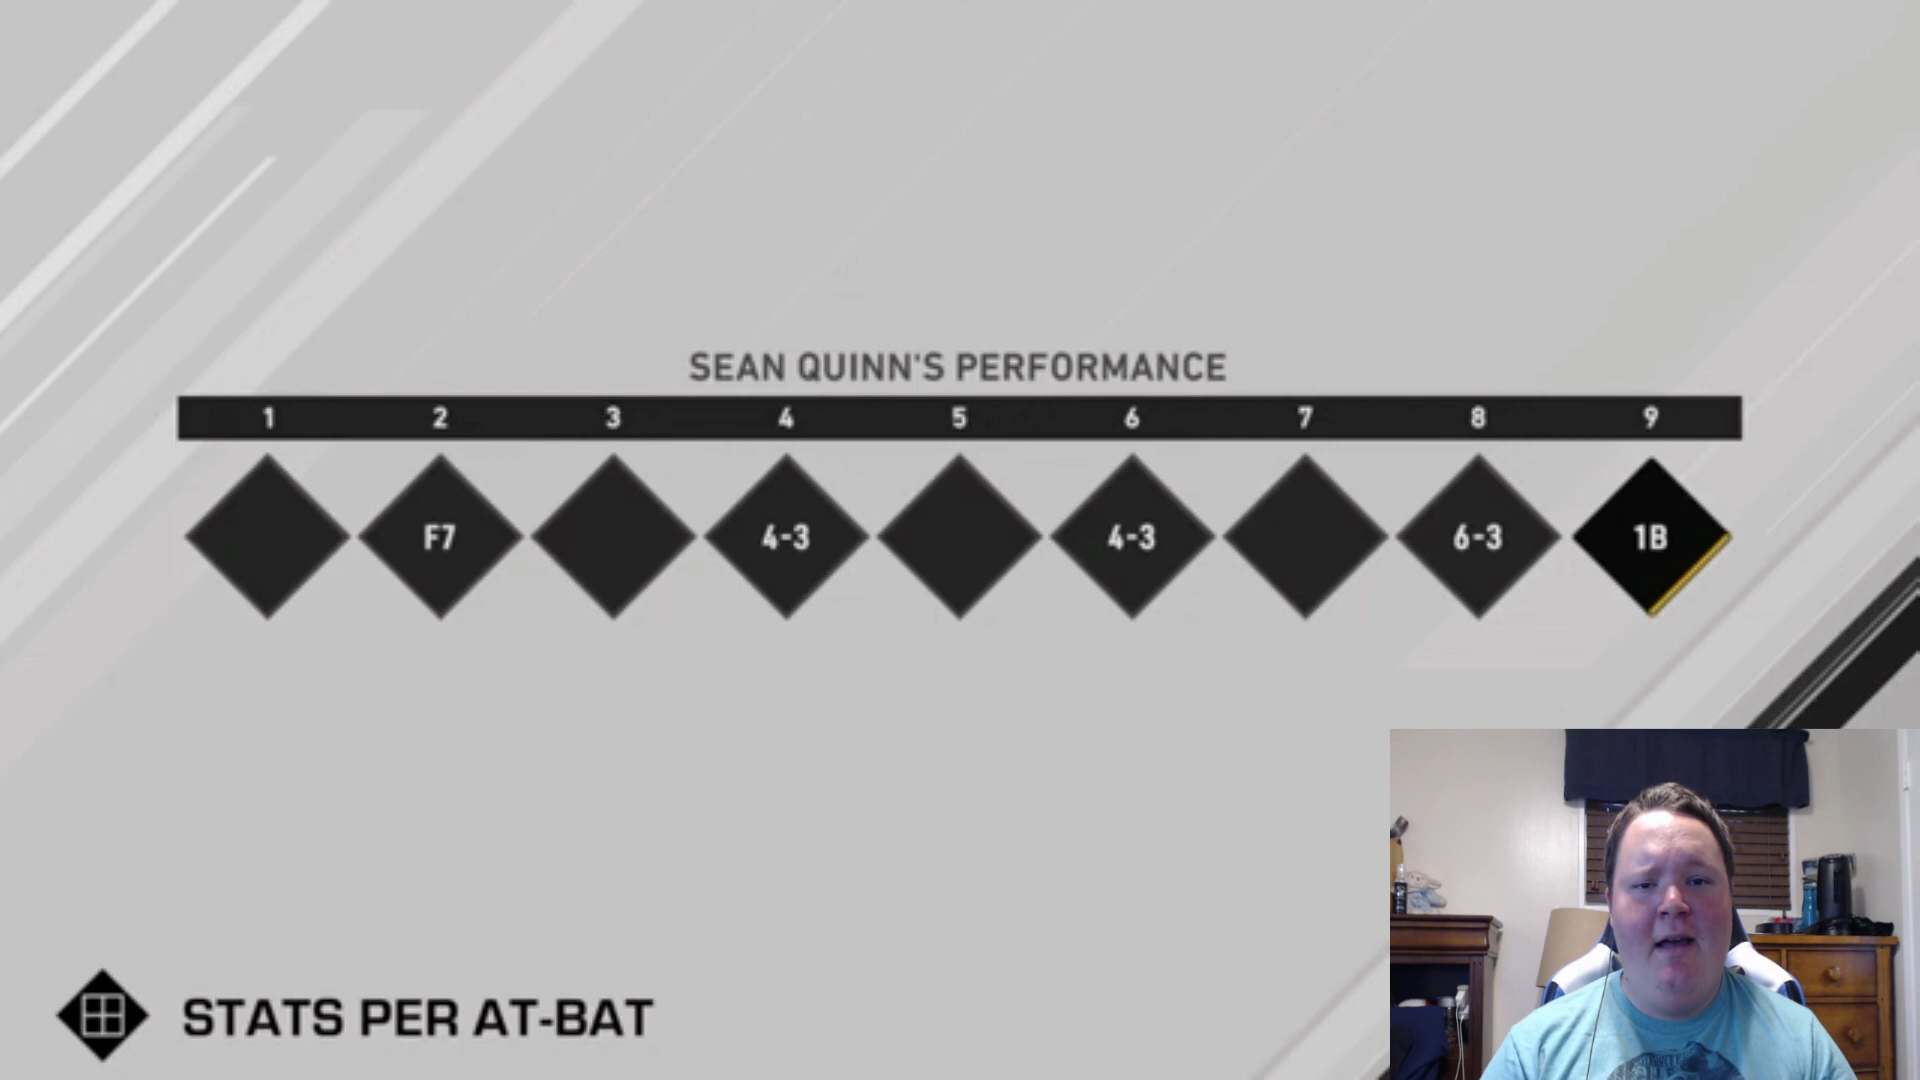 SEAN QUINN'S PERFORMANCE
1 2 3 4 5 6 7 8 9
F7 4-3 4-3 6-3 1B
STATS PER AT-BAT